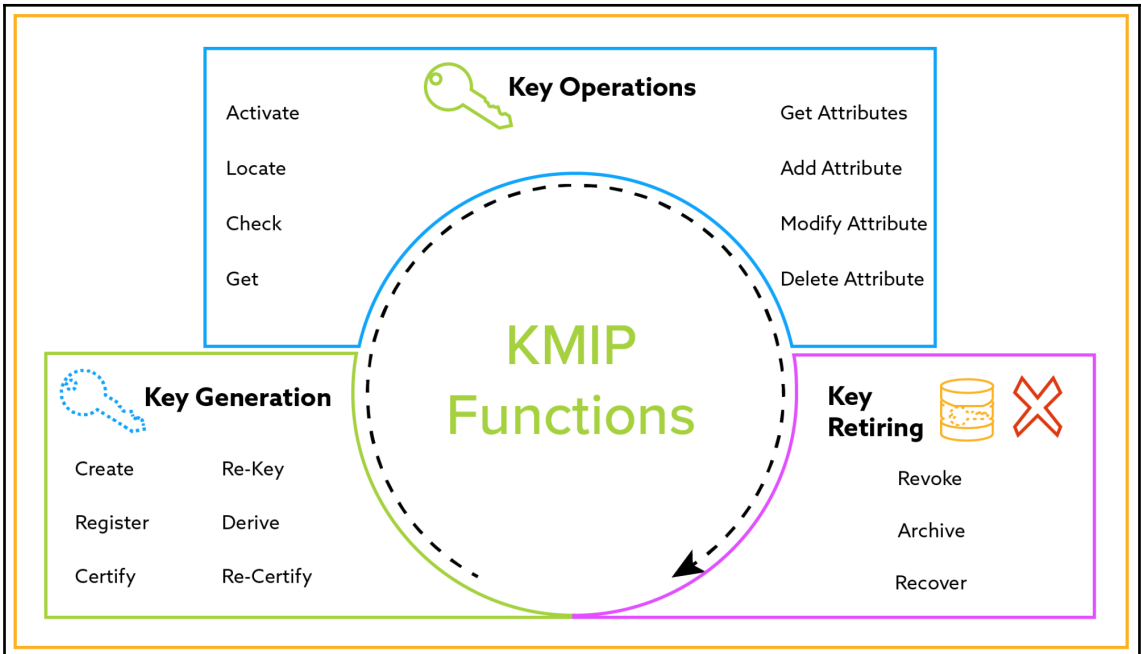 Key Operations
Activate
Locate
Check
Get
Get Attributes
Add Attribute
Modify Attribute
Delete Attribute
KMIP
Functions
Key Generation
Create
Re-Key
Register
Derive
Certify
Re-Certify
Key
Retiring
Revoke
Archive
Recover